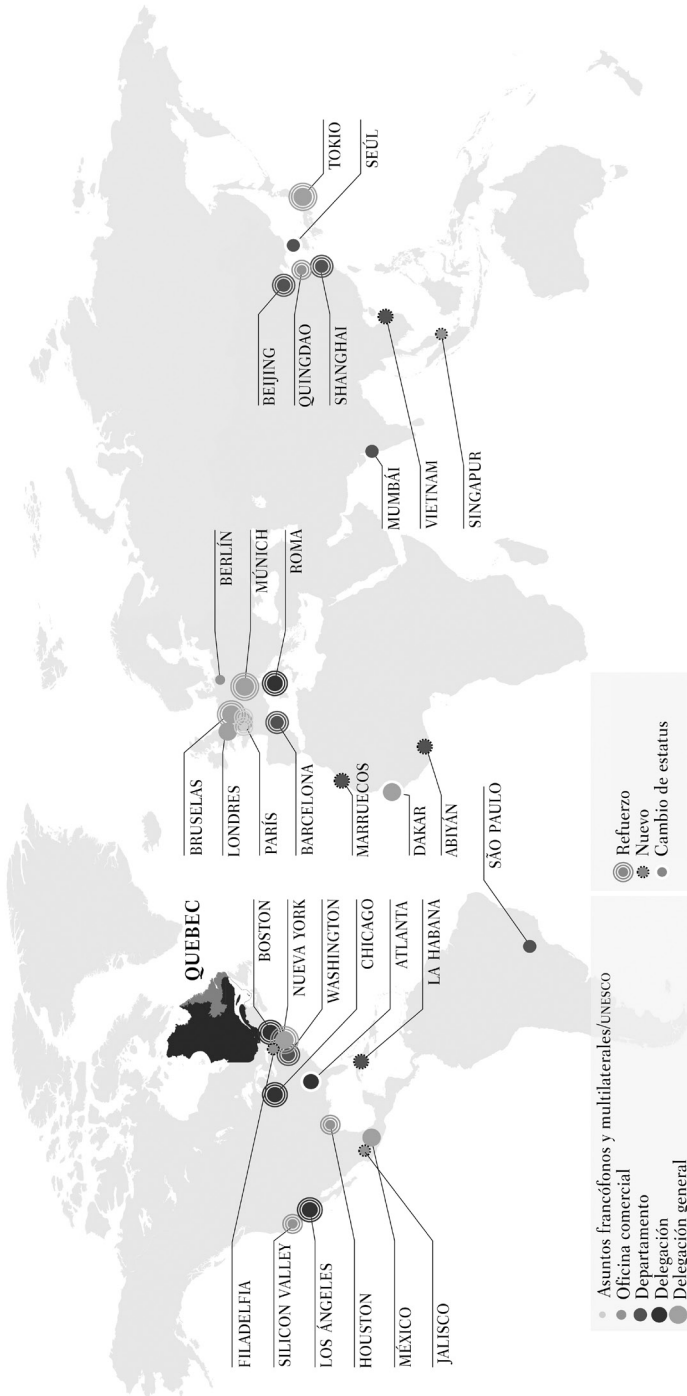 QUEBEC
BOSTON
NUEVA YORK
WASHINGTON
CHICAGO
ATLANTA
LA HABANA
FILADELFIA
SILICON VALLEY
LOS ÁNGELES
HOUSTON
MÉXICO
JALISCO
SÃO PAULO
BRUSELAS
LONDRES
PARÍS
BARCELONA
MARRUECOS
DAKAR
ABIYÁN
BERLÍN
MÚNICH
ROMA
BEIJING
QUINGDAO
SHANGHAI
TOKIO
SEÚL
MUMBÁI
VIETNAM
SINGAPUR
Asuntos francófonos y multilaterales/UNESCO
Oficina comercial
Departamento
Delegación
Delegación general
Refuerzo
Nuevo
Cambio de estatus